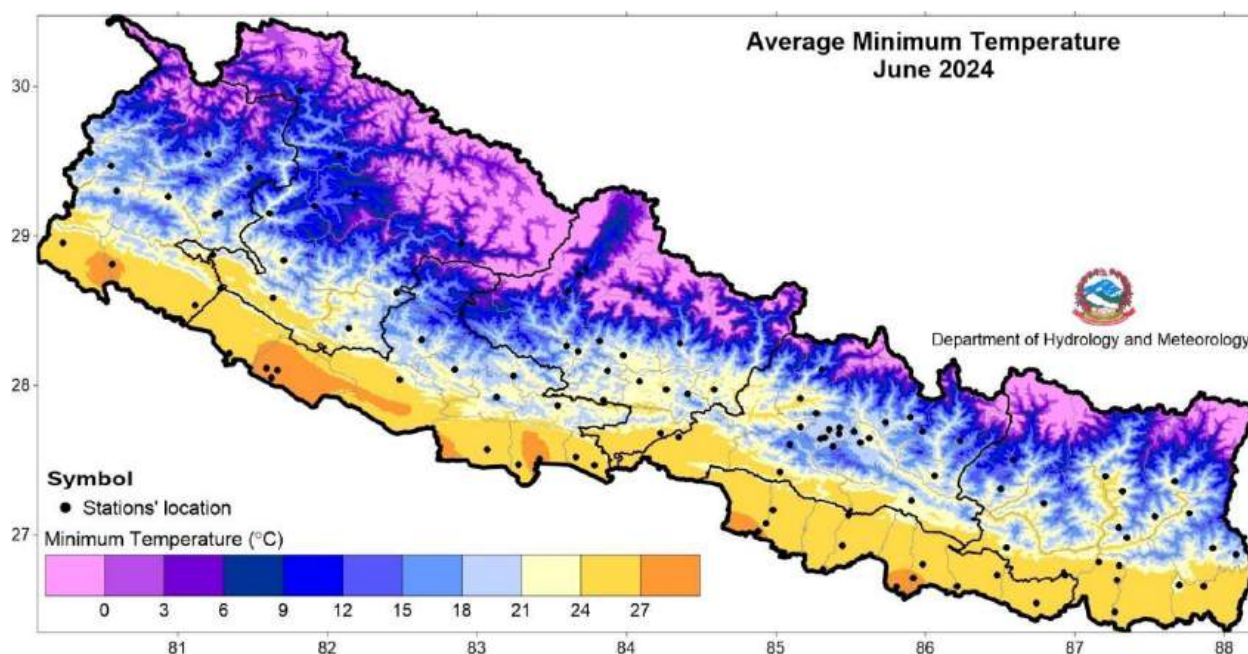 Average Minimum Temperature
June 2024
Department of Hydrology and Meteorology
30
29
28
27
Symbol
Stations' location
Minimum Temperature (°C)
0 3 6 9 12 15 18 21 24 27
81 82 83 84 85 86 87 88